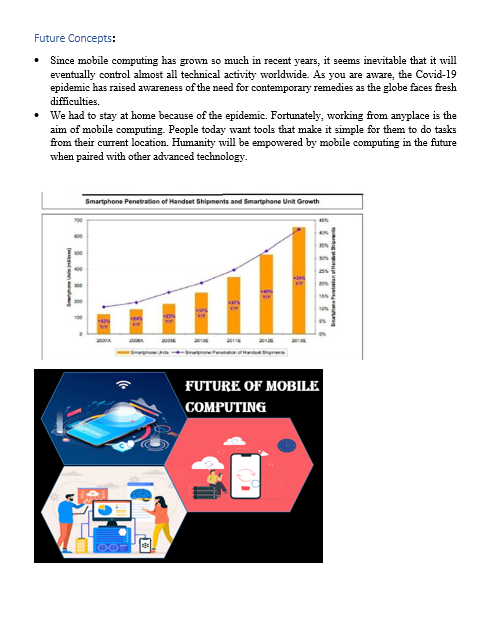 Future Concepts:
• Since mobile computing has grown so much in recent years, it seems inevitable that it will
eventually control almost all technical activity worldwide. As you are aware, the Covid-19
epidemic has raised awareness of the need for contemporary remedies as the globe faces fresh
difficulties.
• We had to stay at home because of the epidemic. Fortunately, working from anyplace is the
aim of mobile computing. People today want tools that make it simple for them to do tasks
from their current location. Humanity will be empowered by mobile computing in the future
when paired with other advanced technology.
Smartphone Penetration of Handset Shipments and Smartphone Unit Growth
700
600
500
400
300
200
100
0
Smartphone Units (millions)
45%
40%
35%
30%
25%
20%
15%
10%
5%
0%
Smartphone Penetration of Handset Shipments
Y/Y
Y/Y
Y/Y
Y/Y
Y/Y
Y/Y
Y/Y
2007A 2008A 2009E 2010E 2011E 2012E 2013E
Smartphone Units Smartphone Penetration of Handset Shipments
FUTURE OF MOBILE
COMPUTING